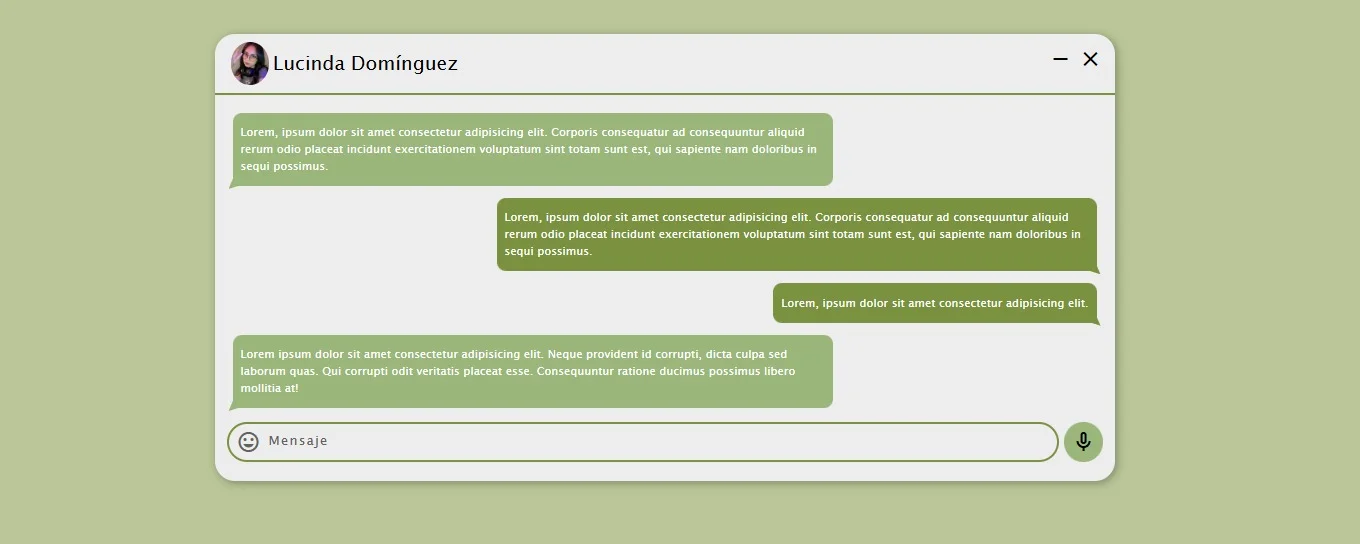 Lucinda Domínguez
Lorem, ipsum dolor sit amet consectetur adipisicing elit. Corporis consequatur ad consequuntur aliquid
rerum odio placeat incidunt exercitationem voluptatum sint totam sunt est, qui sapiente nam doloribus in
sequi possimus.
Lorem, ipsum dolor sit amet consectetur adipisicing elit. Corporis consequatur ad consequuntur aliquid
rerum odio placeat incidunt exercitationem voluptatum sint totam sunt est, qui sapiente nam doloribus in
sequi possimus.
Lorem, ipsum dolor sit amet consectetur adipisicing elit.
Lorem ipsum dolor sit amet consectetur adipisicing elit. Neque provident id corrupti, dicta culpa sed
laborum quas. Qui corrupti odit veritatis placeat esse. Consequuntur ratione ducimus possimus libero
mollitia at!
Mensaje